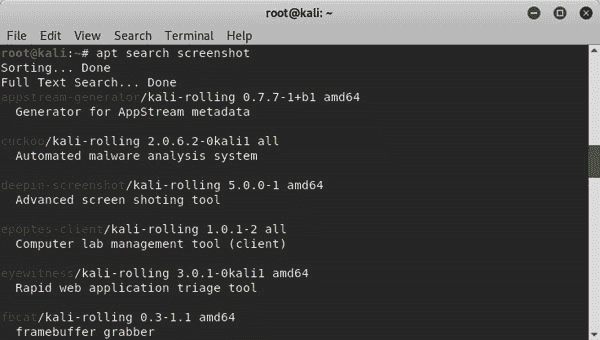 root@kali: ~
File Edit View Search Terminal Help
root@kali:~# apt search screenshot
Sorting... Done
Full Text Search... Done
appstream-generator/kali-rolling 0.7.7-1+b1 amd64
Generator for AppStream metadata
cuckoo/kali-rolling 2.0.6.2-0kali1 all
Automated malware analysis system
deepin-screenshot/kali-rolling 5.0.0-1 amd64
Advanced screen shoting tool
epoptes-client/kali-rolling 1.0.1-2 all
Computer lab management tool (client)
eyewitness/kali-rolling 3.0.1-0kali1 amd64
Rapid web application triage tool
fbcat/kali-rolling 0.3-1.1 amd64
framebuffer grabber